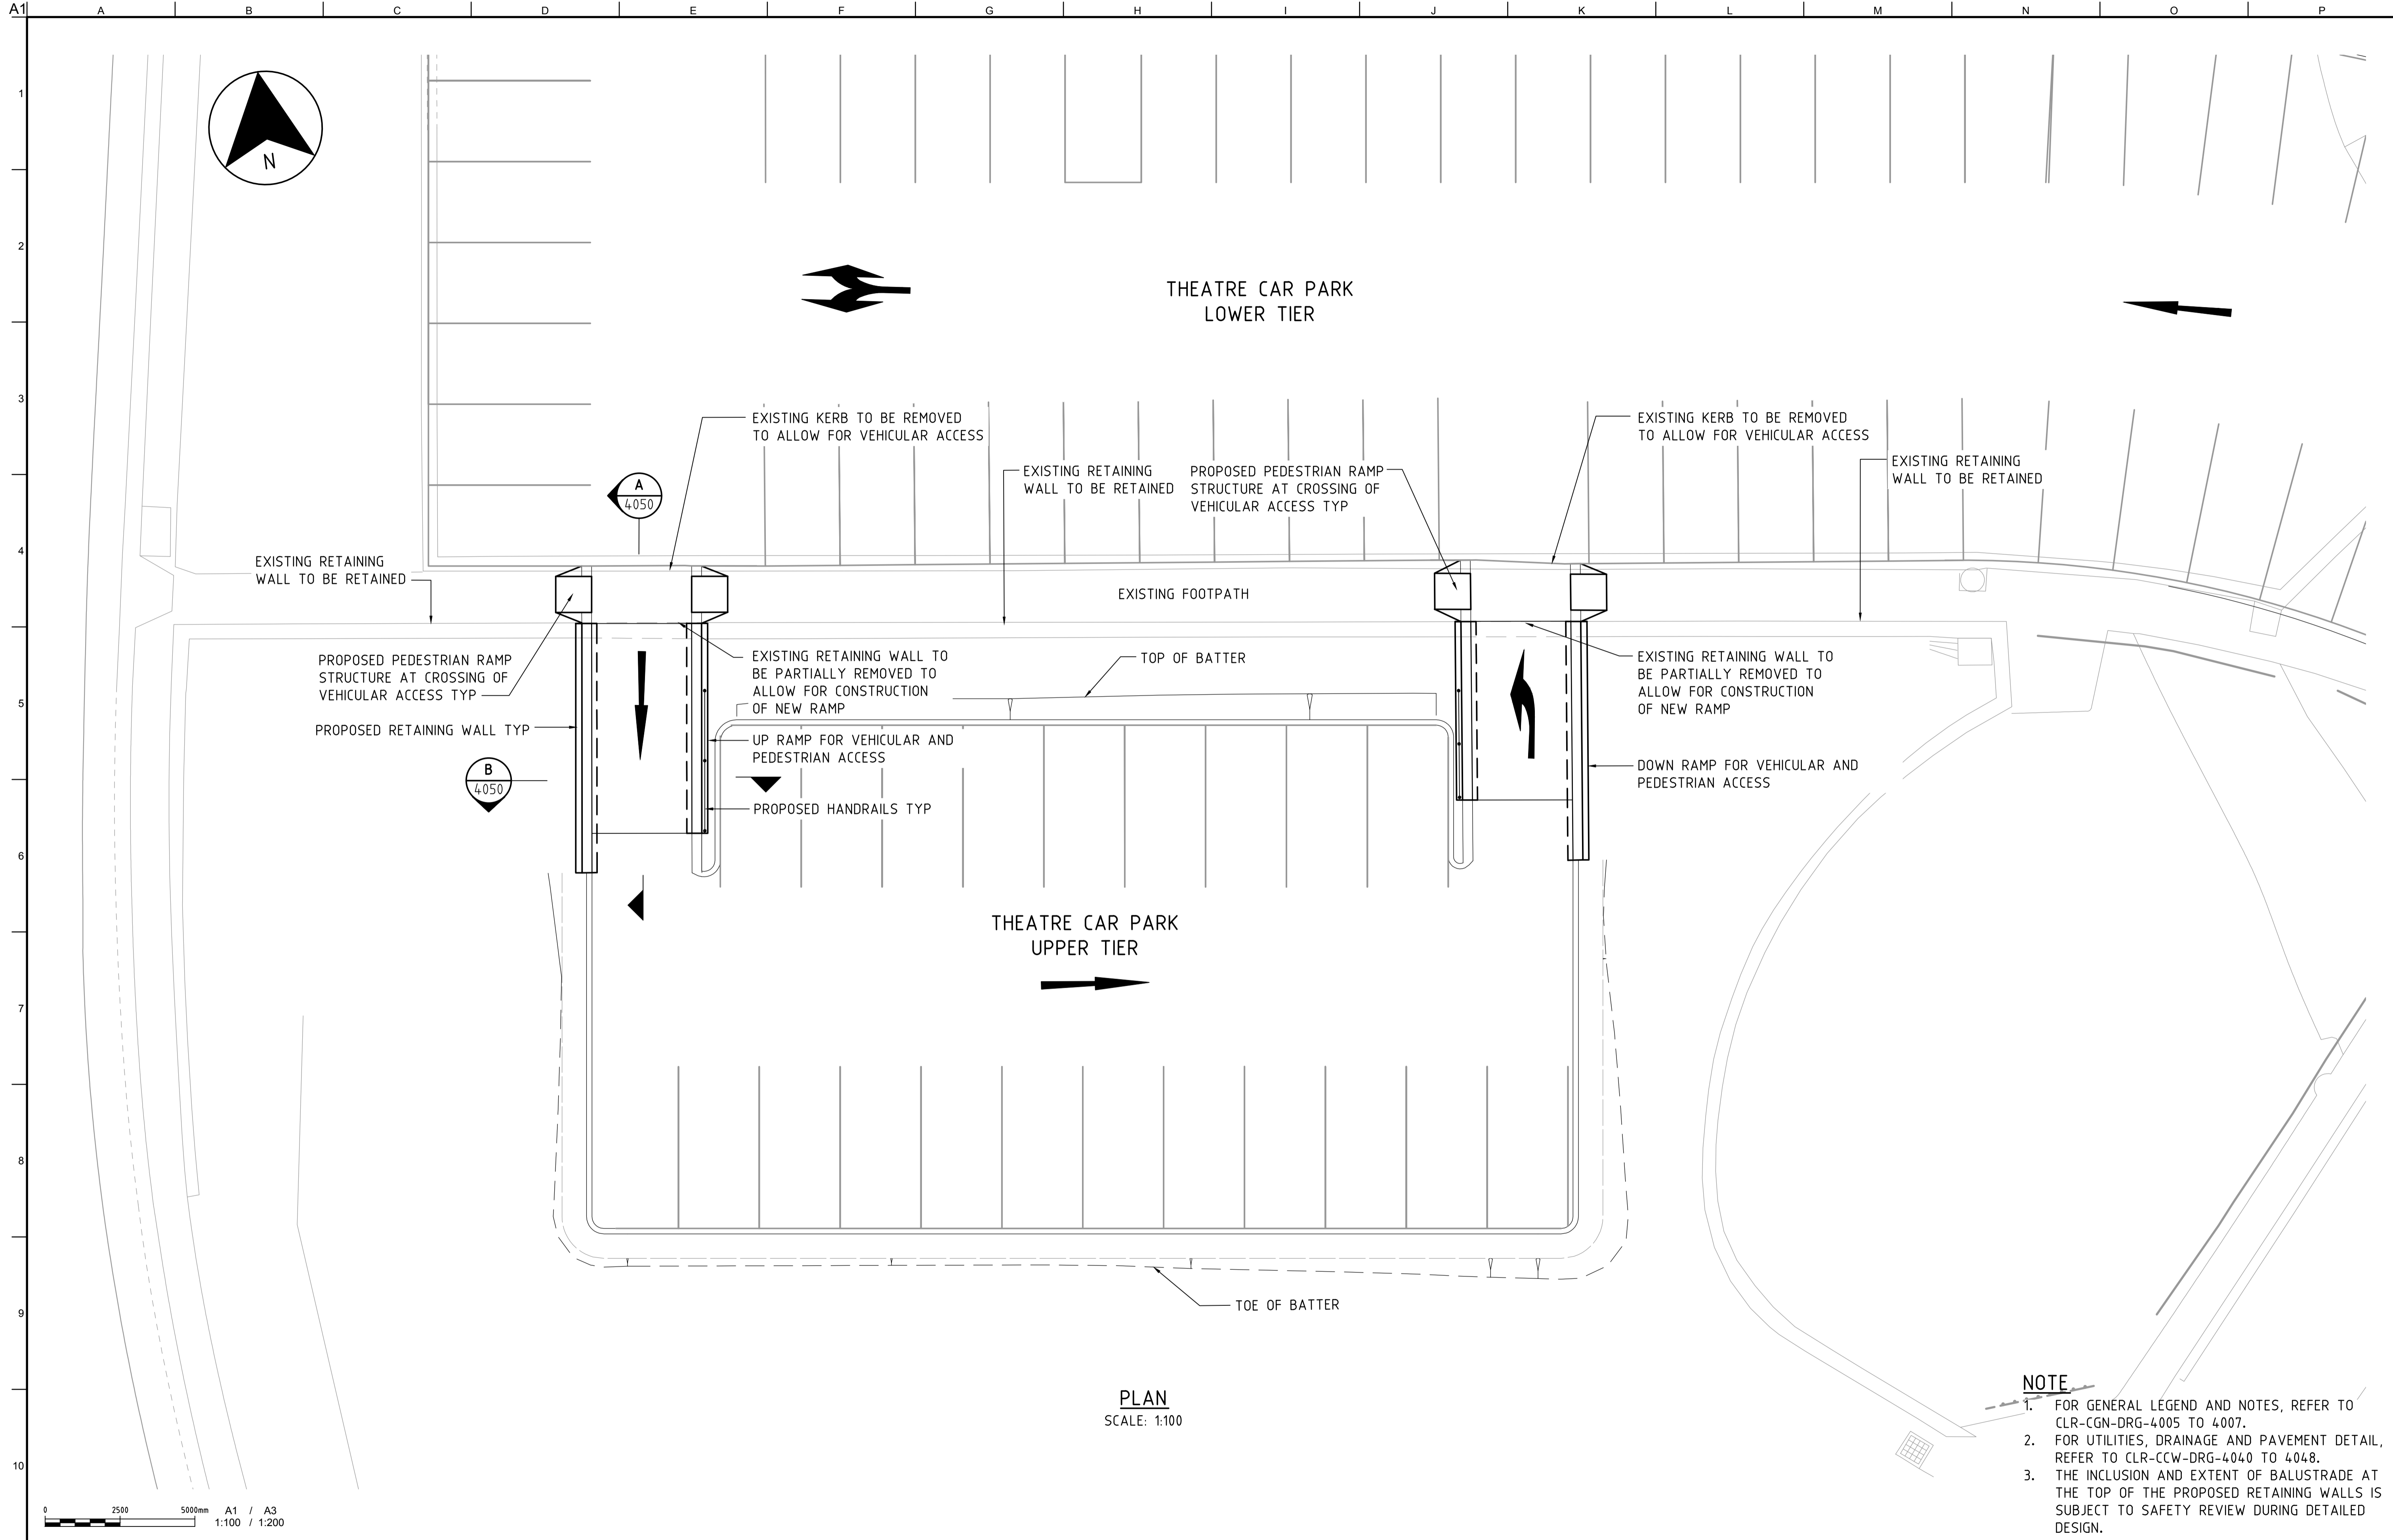 A1
A B C D E F G H I J K L M N O P
1
2
3
4
5
6
7
8
9
10
N
THEATRE CAR PARK
LOWER TIER
EXISTING KERB TO BE REMOVED
TO ALLOW FOR VEHICULAR ACCESS
EXISTING KERB TO BE REMOVED
TO ALLOW FOR VEHICULAR ACCESS
A
4050
EXISTING RETAINING
WALL TO BE RETAINED
PROPOSED PEDESTRIAN RAMP
STRUCTURE AT CROSSING OF
VEHICULAR ACCESS TYP
EXISTING RETAINING
WALL TO BE RETAINED
EXISTING RETAINING
WALL TO BE RETAINED
EXISTING FOOTPATH
PROPOSED PEDESTRIAN RAMP
STRUCTURE AT CROSSING OF
VEHICULAR ACCESS TYP
EXISTING RETAINING WALL TO
BE PARTIALLY REMOVED TO
ALLOW FOR CONSTRUCTION
OF NEW RAMP
TOP OF BATTER
EXISTING RETAINING WALL TO
BE PARTIALLY REMOVED TO
ALLOW FOR CONSTRUCTION
OF NEW RAMP
PROPOSED RETAINING WALL TYP
UP RAMP FOR VEHICULAR AND
PEDESTRIAN ACCESS
B
4050
PROPOSED HANDRAILS TYP
DOWN RAMP FOR VEHICULAR AND
PEDESTRIAN ACCESS
THEATRE CAR PARK
UPPER TIER
TOE OF BATTER
PLAN
SCALE: 1:100
NOTE
1. FOR GENERAL LEGEND AND NOTES, REFER TO
CLR-CGN-DRG-4005 TO 4007.
2. FOR UTILITIES, DRAINAGE AND PAVEMENT DETAIL,
REFER TO CLR-CCW-DRG-4040 TO 4048.
3. THE INCLUSION AND EXTENT OF BALUSTRADE AT
THE TOP OF THE PROPOSED RETAINING WALLS IS
SUBJECT TO SAFETY REVIEW DURING DETAILED
DESIGN.
0 2500 5000mm A1 / A3
1:100 / 1:200